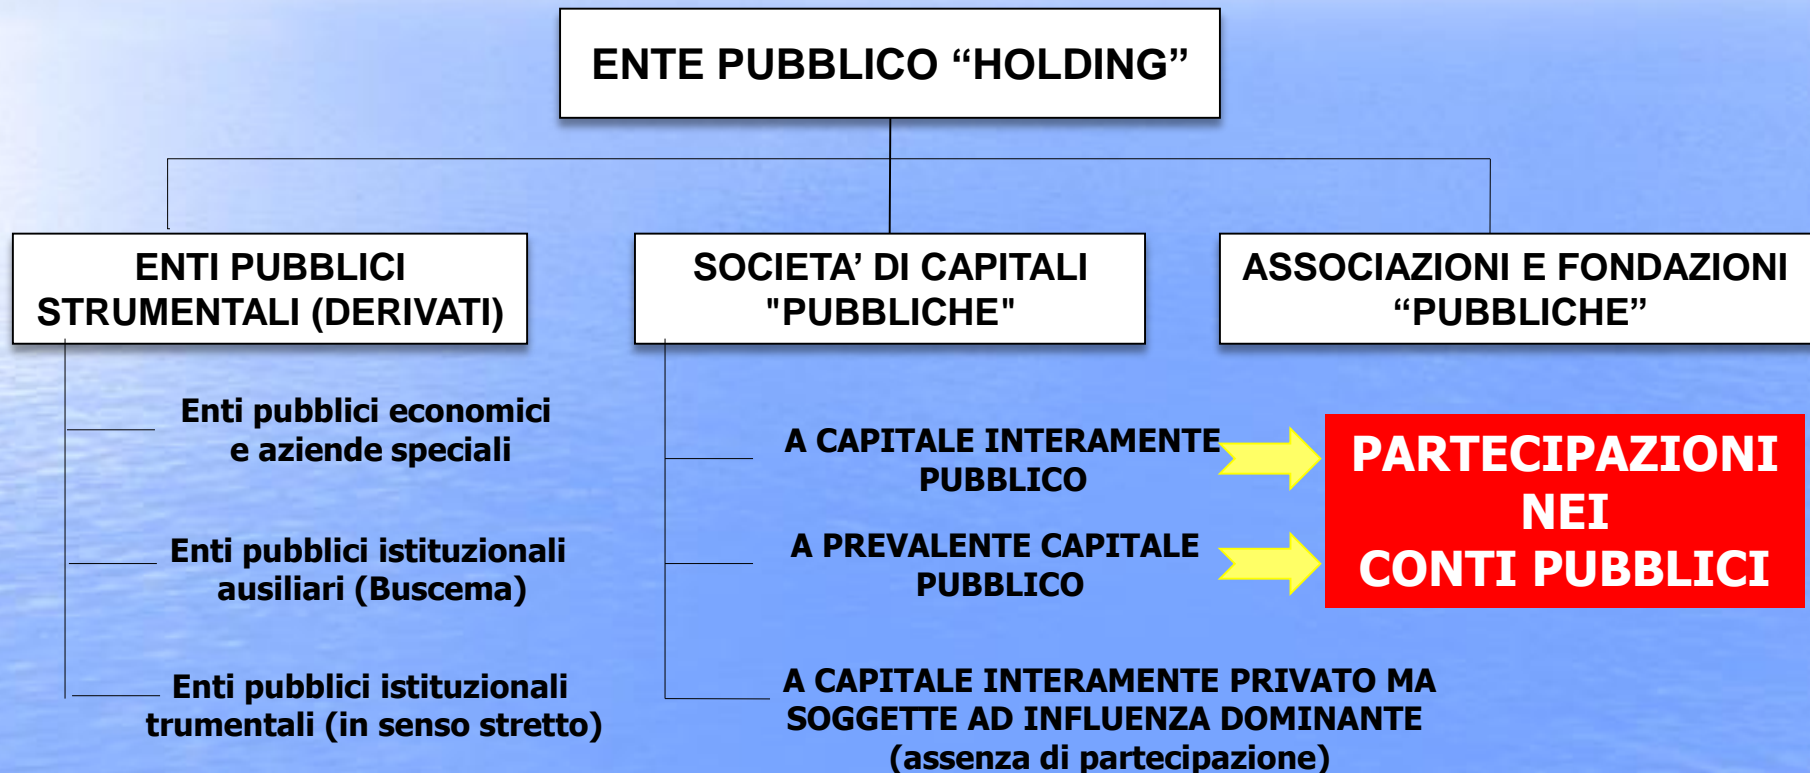 ENTE PUBBLICO “HOLDING”
ENTI PUBBLICI
STRUMENTALI (DERIVATI)
SOCIETA’ DI CAPITALI
"PUBBLICHE"
ASSOCIAZIONI E FONDAZIONI
“PUBBLICHE”
Enti pubblici economici
e aziende speciali
Enti pubblici istituzionali
ausiliari (Buscema)
Enti pubblici istituzionali
trumentali (in senso stretto)
A CAPITALE INTERAMENTE
PUBBLICO
A PREVALENTE CAPITALE
PUBBLICO
A CAPITALE INTERAMENTE PRIVATO MA
SOGGETTE AD INFLUENZA DOMINANTE
(assenza di partecipazione)
PARTECIPAZIONI
NEI
CONTI PUBBLICI